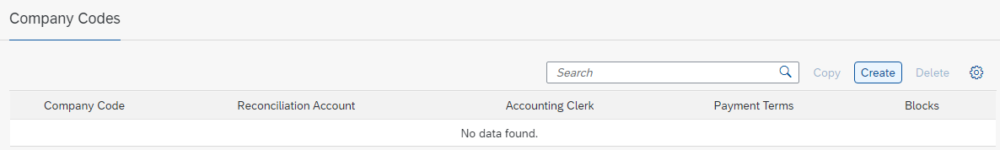 Company Codes
Search Copy Create Delete
Company Code Reconciliation Account Accounting Clerk Payment Terms Blocks
No data found.